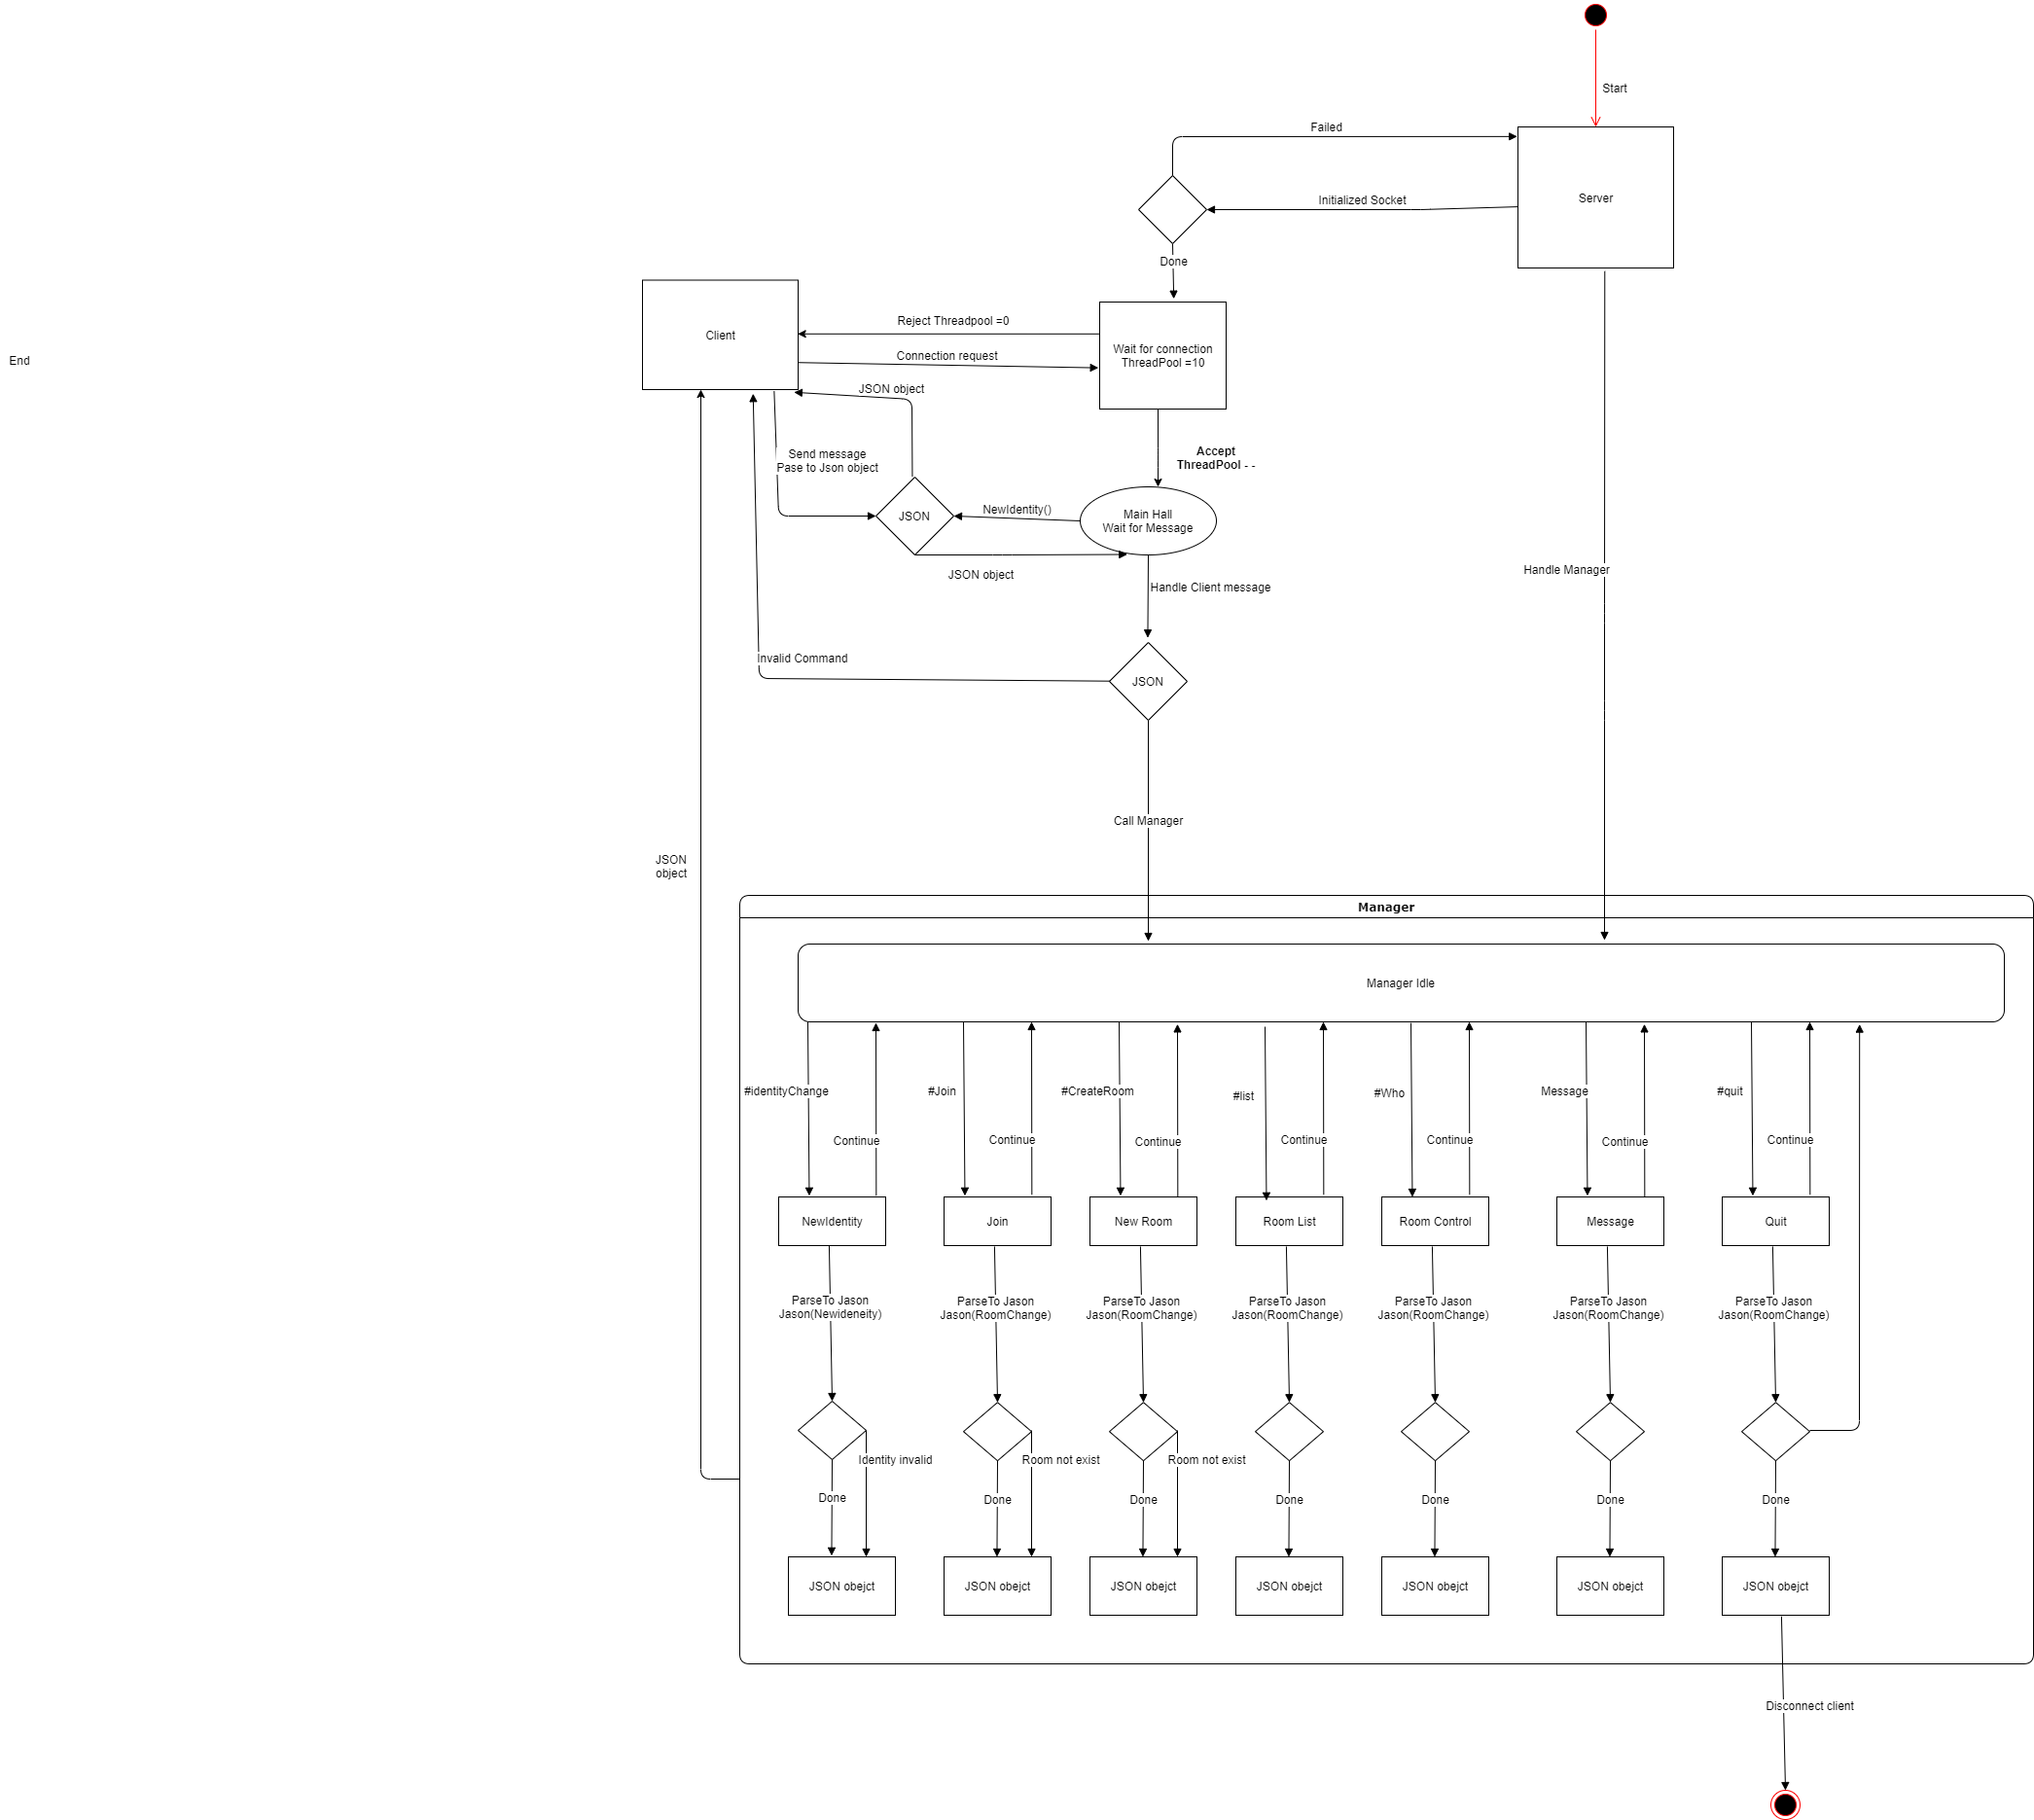 Start
Failed
Initialized Socket
Server
Done
Client
Reject Threadpool =0
Connection request
Wait for connection
ThreadPool =10
End
JSON object
Send message
Pase to Json object
Accept
ThreadPool - -
JSON
NewIdentity()
Main Hall
Wait for Message
JSON object
Handle Client message
Handle Manager
Invalid Command
JSON
Call Manager
JSON
object
Manager
Manager Idle
#identityChange
#Join
#CreateRoom
#list
#Who
Message
#quit
Continue
Continue
Continue
Continue
Continue
Continue
Continue
NewIdentity
Join
New Room
Room List
Room Control
Message
Quit
ParseTo Jason
Jason(Newideneity)
ParseTo Jason
Jason(RoomChange)
ParseTo Jason
Jason(RoomChange)
ParseTo Jason
Jason(RoomChange)
ParseTo Jason
Jason(RoomChange)
ParseTo Jason
Jason(RoomChange)
ParseTo Jason
Jason(RoomChange)
Identity invalid
Room not exist
Room not exist
Done
Done
Done
Done
Done
Done
Done
JSON obejct
JSON obejct
JSON obejct
JSON obejct
JSON obejct
JSON obejct
JSON obejct
Disconnect client